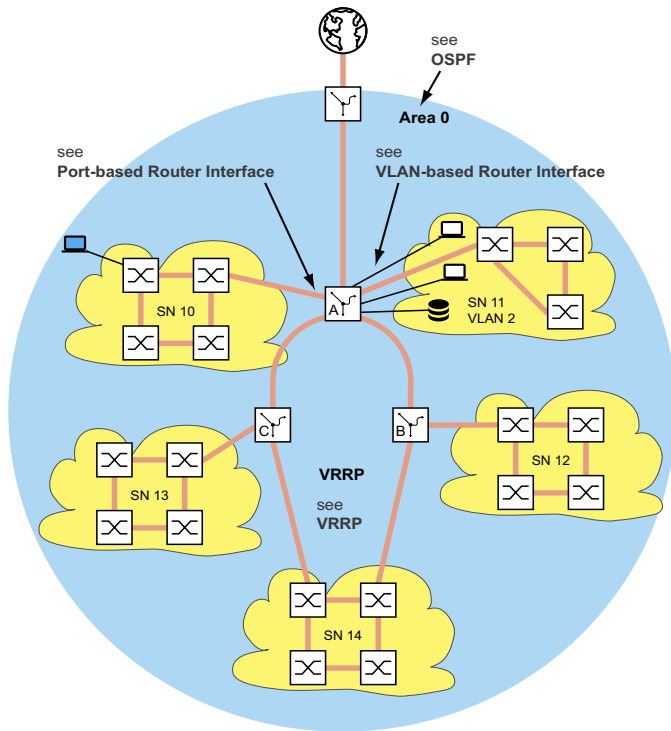 see
OSPF
Area 0
see
Port-based Router Interface
see
VLAN-based Router Interface
SN 10
A
SN 11
VLAN 2
C
B
VRRP
SN 12
SN 13
see
VRRP
SN 14